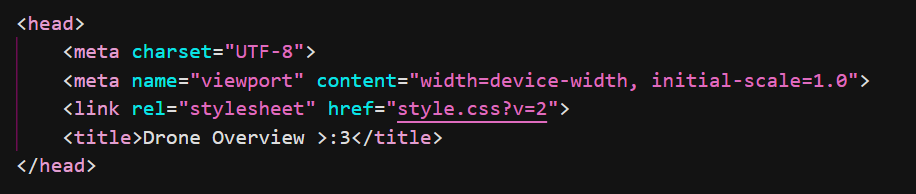 <head>
<meta charset="UTF-8">
<meta name="viewport" content="width=device-width, initial-scale=1.0">
<link rel="stylesheet" href="style.css?v=2">
<title>Drone Overview >:3</title>
</head>